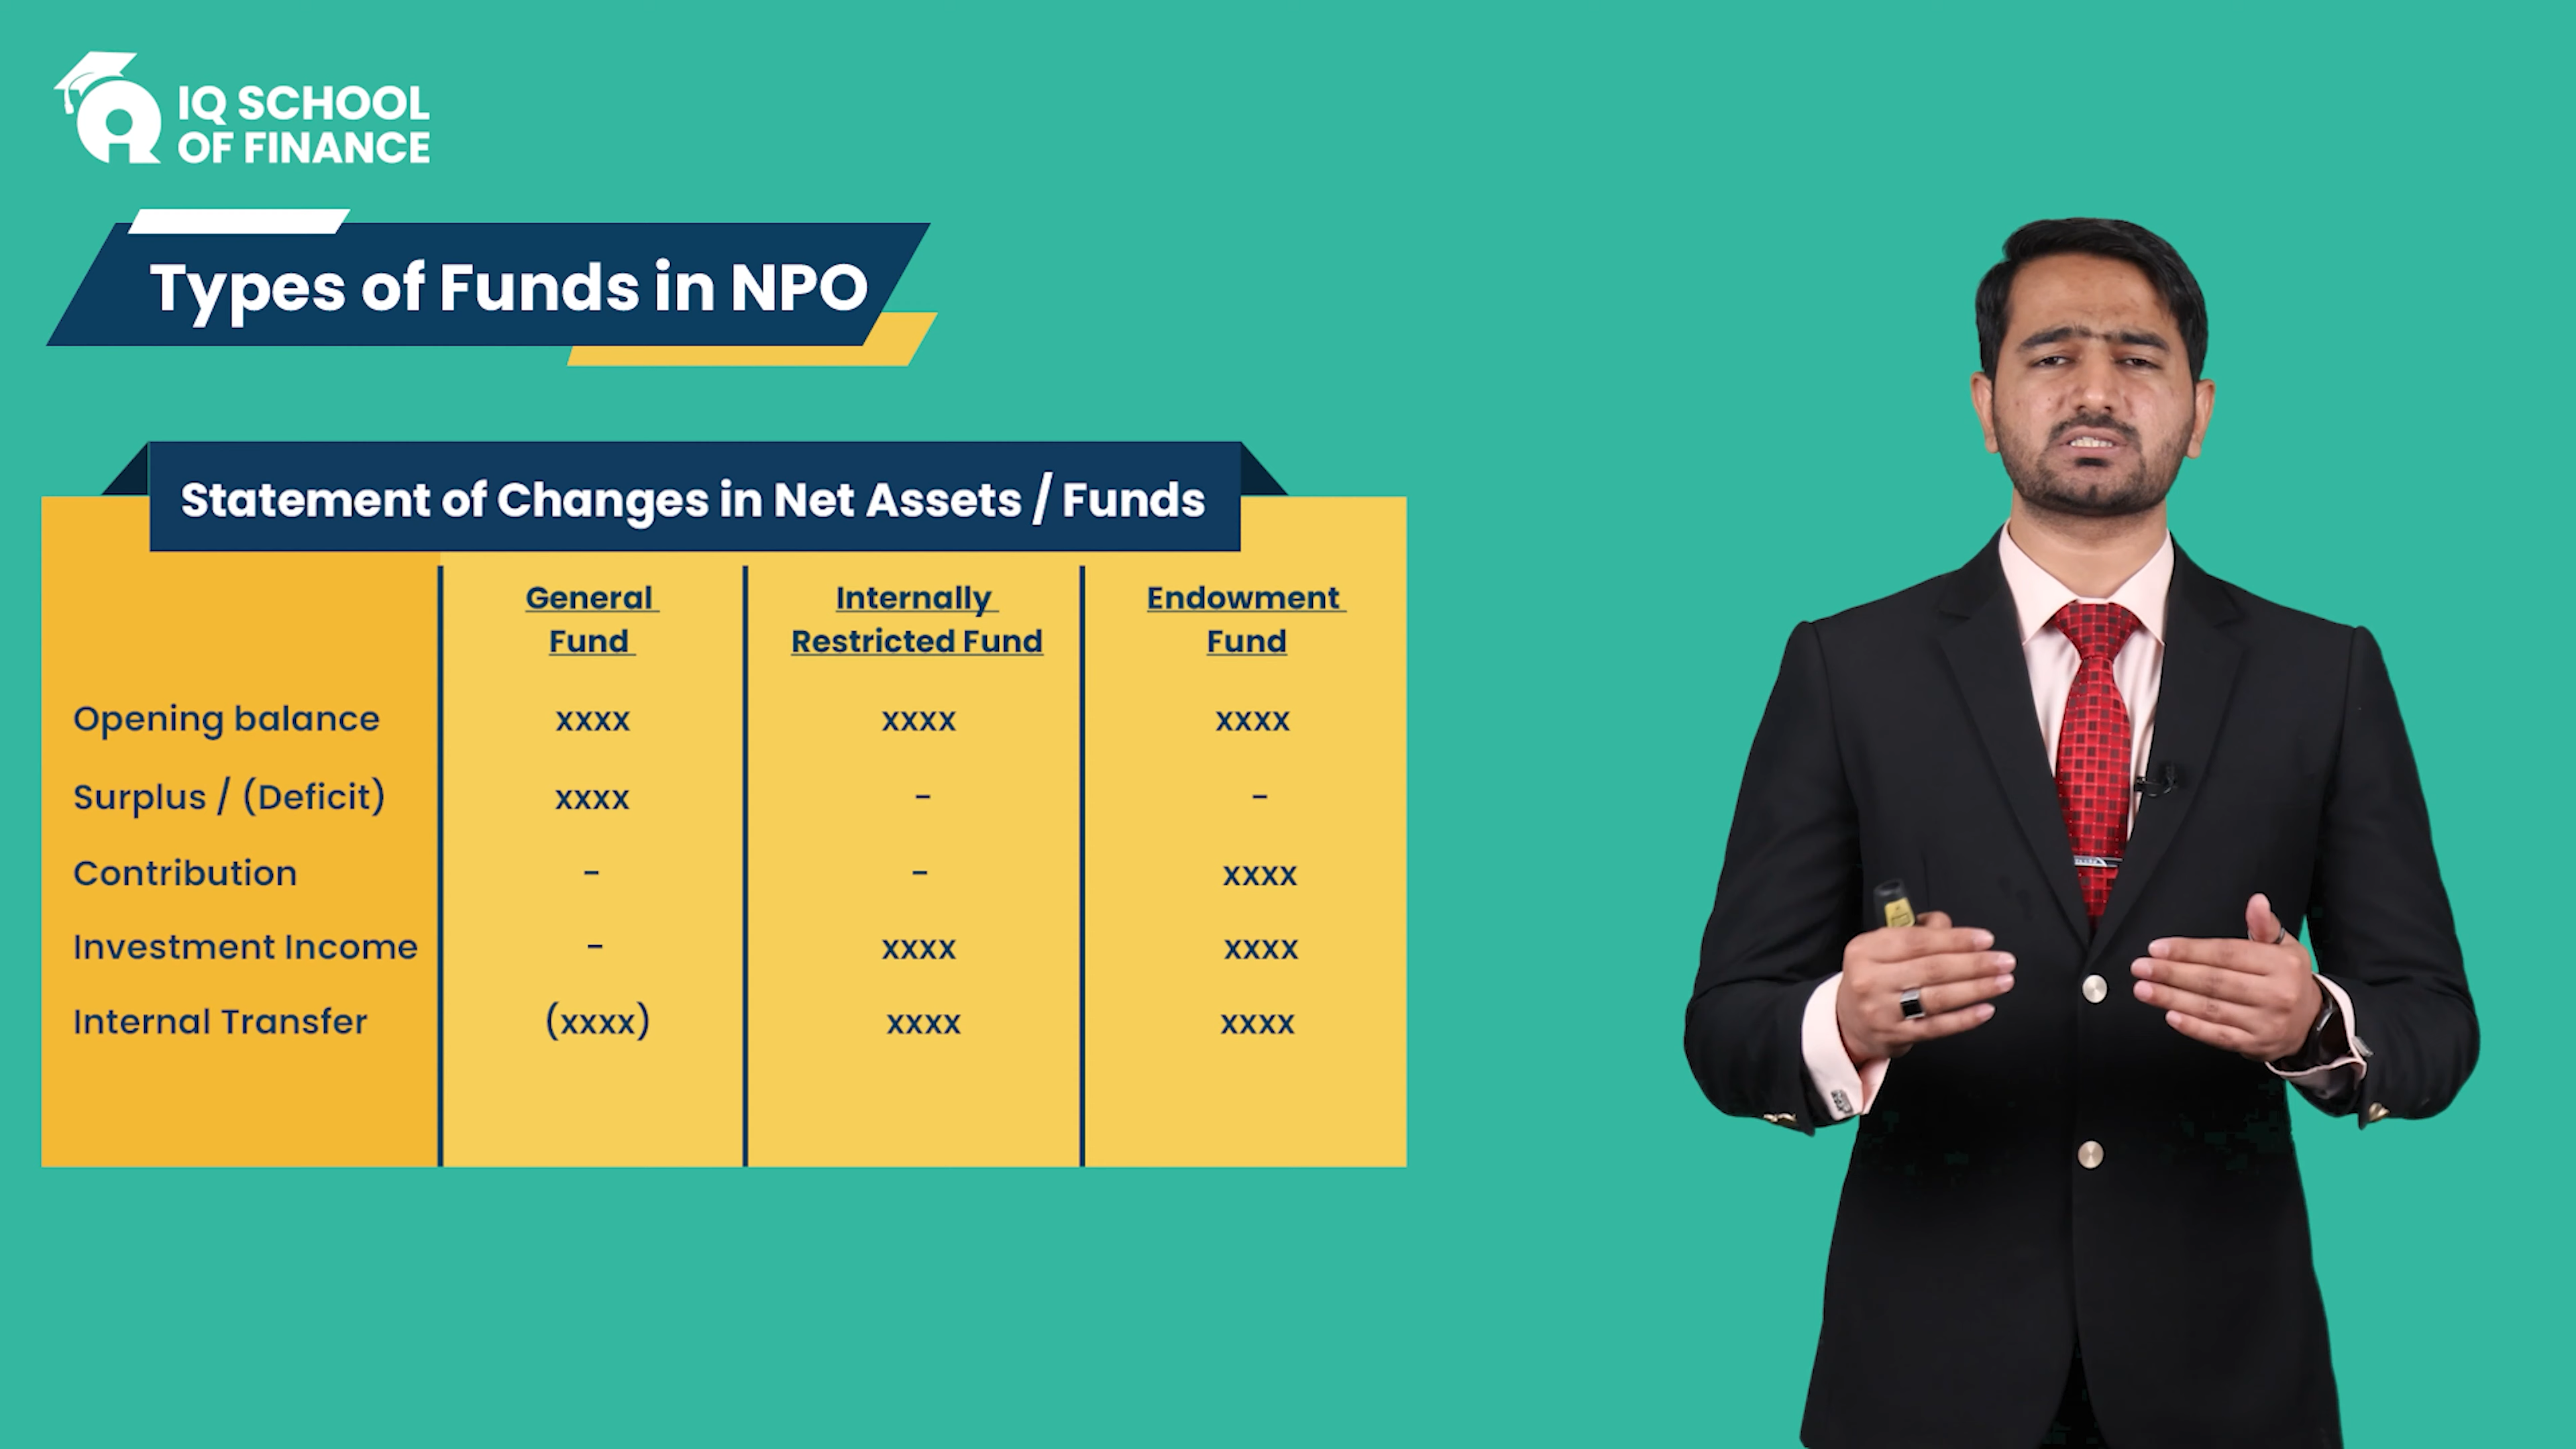 IQ SCHOOL
OF FINANCE
Types of Funds in NPO
Statement of Changes in Net Assets / Funds
General Fund
Internally Restricted Fund
Endowment Fund
Opening balance xxxx xxxx xxxx
Surplus / (Deficit) xxxx - -
Contribution - - xxxx
Investment Income - xxxx xxxx
Internal Transfer (xxxx) xxxx xxxx